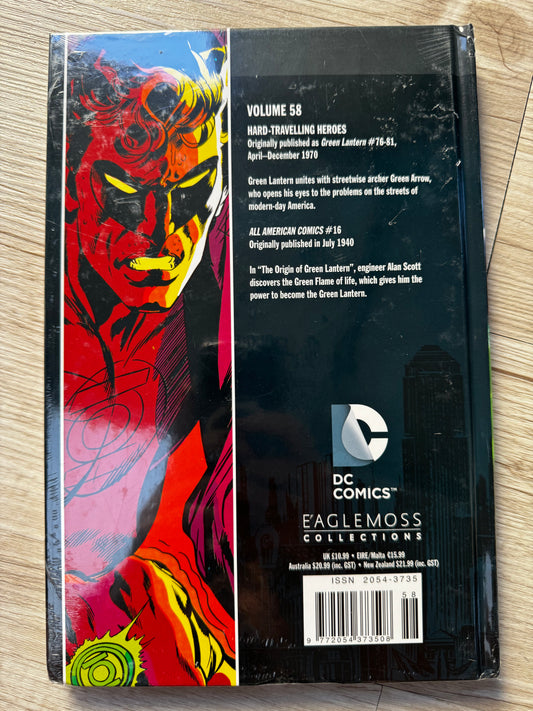 VOLUME 58
HARD-TRAVELLING HEROES
Originally published as Green Lantern #76-81,
April–December 1970
Green Lantern unites with streetwise archer Green Arrow,
who opens his eyes to the problems on the streets of
modern-day America.
ALL AMERICAN COMICS #16
Originally published in July 1940
In “The Origin of Green Lantern”, engineer Alan Scott
discovers the Green Flame of life, which gives him the
power to become the Green Lantern.
DC
DC
COMICS™
EAGLEMOSS
COLLECTIONS
UK £10.99 • EIRE/Malta €15.99
Australia $20.99 (inc. GST) • New Zealand $21.99 (inc. GST)
ISSN 2054-3735
58
9 772054 373508